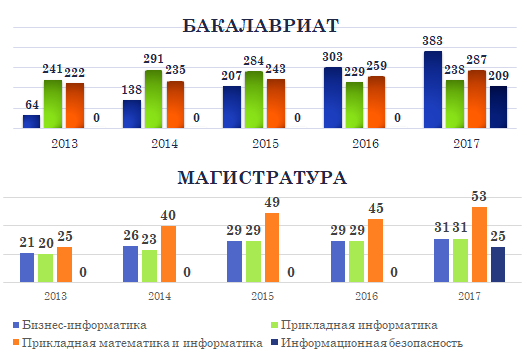 БАКАЛАВРИАТ
64 241 222 0 138 291 235 0 207 284 243 0 303 229 259 0 383 238 287 209
2013 2014 2015 2016 2017
МАГИСТРАТУРА
21 20 25 0 26 23 40 0 29 29 49 0 29 29 45 0 31 31 53 25
2013 2014 2015 2016 2017
Бизнес-информатика Прикладная информатика
Прикладная математика и информатика Информационная безопасность